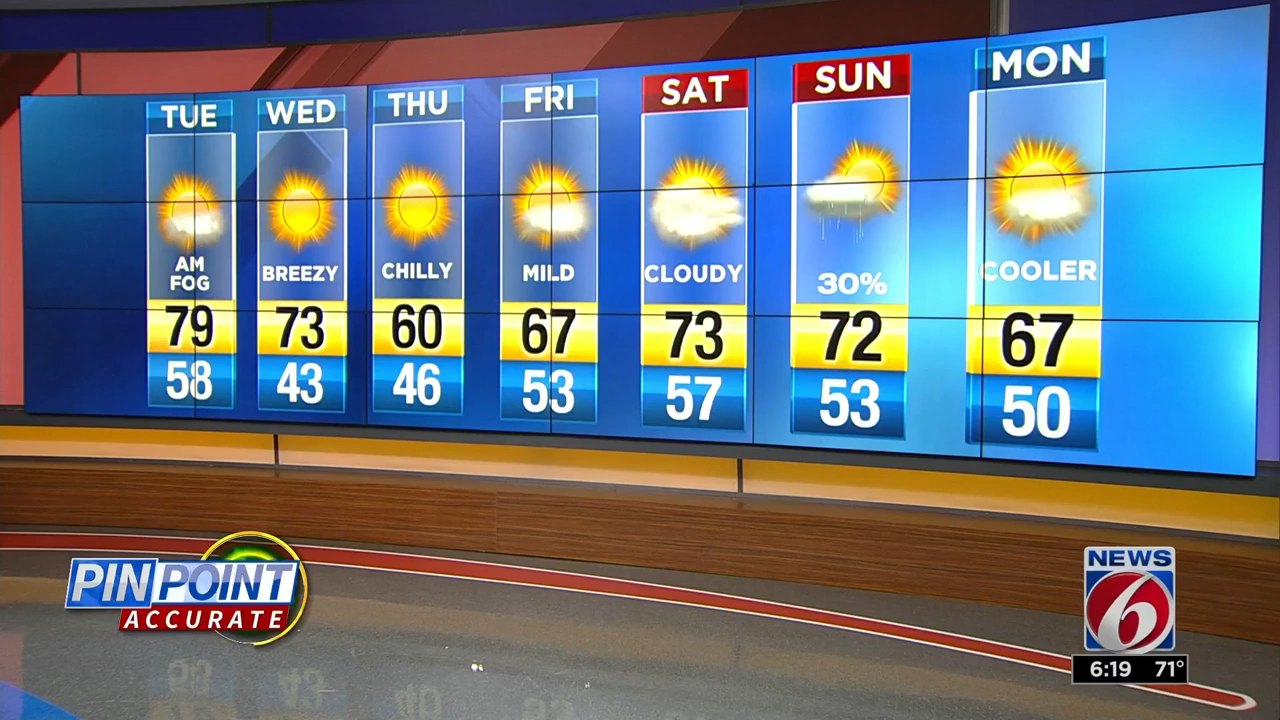 TUE
AM
FOG
79
58
WED
BREEZY
73
43
THU
CHILLY
60
46
FRI
MILD
67
53
SAT
CLOUDY
73
57
SUN
30%
72
53
MON
COOLER
67
50
PINPOINT
ACCURATE
NEWS
6
6:19 71°